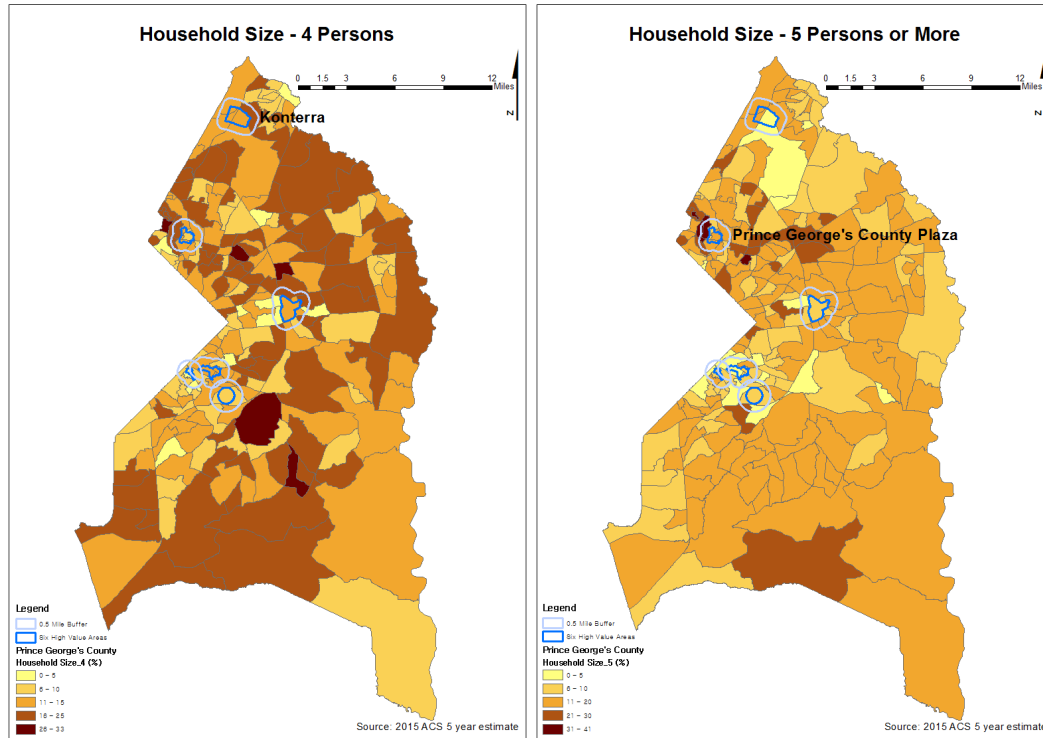 Household Size - 4 Persons
0 1.5 3 6 9 12
Miles
N
Konterra
Legend
0.5 Mile Buffer
Six High Value Areas
Prince George's County
Household Size_4 (%)
0 – 5
6 – 10
11 – 15
16 – 25
26 – 33
Source: 2015 ACS 5 year estimate
Household Size - 5 Persons or More
0 1.5 3 6 9 12
Miles
N
Prince George's County Plaza
Legend
0.5 Mile Buffer
Six High Value Areas
Prince George's County
Household Size_5 (%)
0 – 5
6 – 10
11 – 20
21 – 30
31 – 41
Source: 2015 ACS 5 year estimate